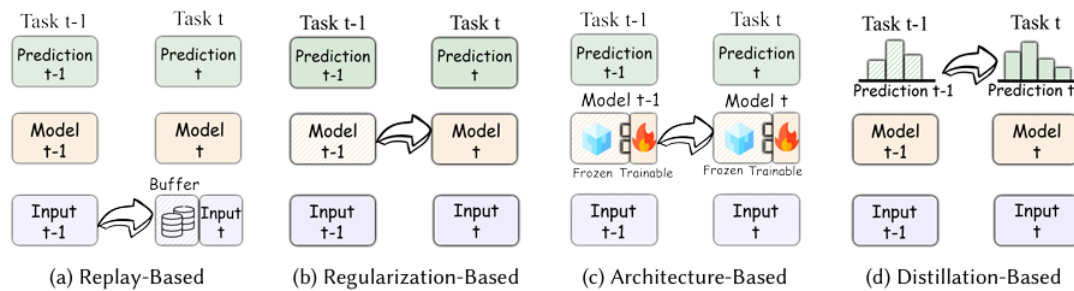 Task t-1
Task t
Prediction
t-1
Prediction
t
Model
t-1
Model
t
Buffer
Input
t-1
Input
t
(a) Replay-Based
Task t-1
Task t
Prediction
t-1
Prediction
t
Model
t-1
Model
t
Input
t-1
Input
t
(b) Regularization-Based
Task t-1
Task t
Prediction
t-1
Prediction
t
Model t-1
Model t
Frozen Trainable
Frozen Trainable
Input
t-1
Input
t
(c) Architecture-Based
Task t-1
Task t
Prediction t-1
Prediction t
Model
t-1
Model
t
Input
t-1
Input
t
(d) Distillation-Based